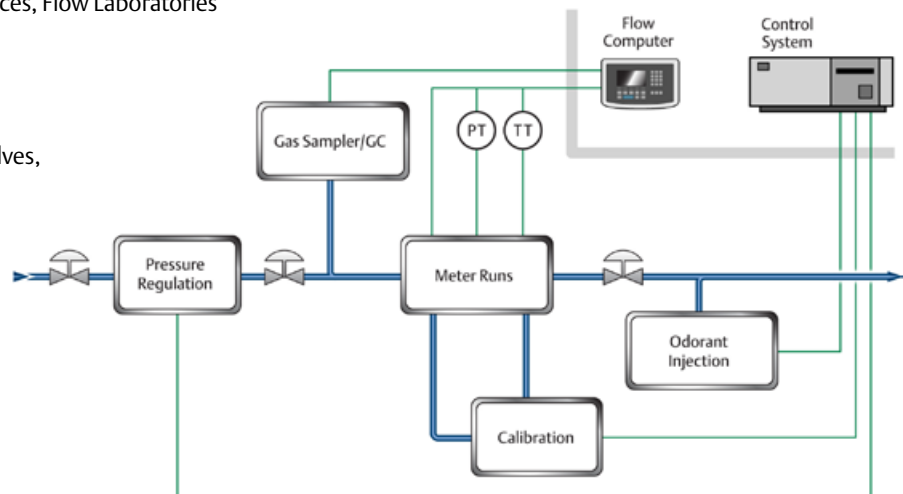 ces, Flow Laboratories
lves,
Flow
Computer
Control
System
Gas Sampler/GC
PT
TT
Pressure
Regulation
Meter Runs
Odorant
Injection
Calibration